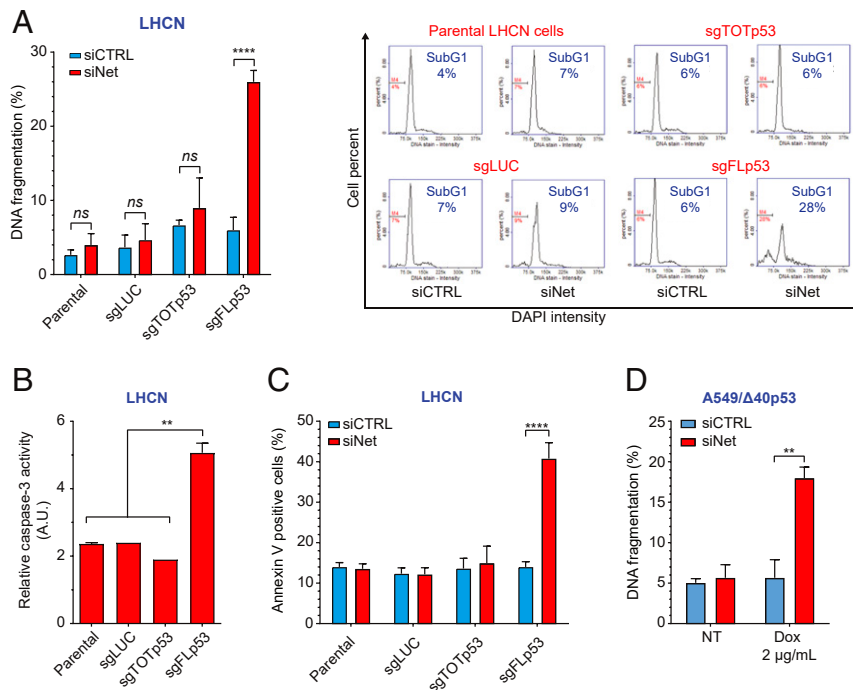 A
LHCN
siCTRL
siNet
DNA fragmentation (%)
30
20
10
0
ns
ns
ns
****
Parental
sgLUC
sgTOTp53
sgFLp53
Parental LHCN cells
sgTOTp53
SubG1
4%
SubG1
7%
SubG1
6%
SubG1
6%
sgLUC
sgFLp53
SubG1
7%
SubG1
9%
SubG1
6%
SubG1
28%
Cell percent
siCTRL
siNet
siCTRL
siNet
DAPI intensity
B
LHCN
Relative caspase-3 activity
(A.U.)
6
4
2
0
**
Parental
sgLUC
sgTOTp53
sgFLp53
C
LHCN
siCTRL
siNet
Annexin V positive cells (%)
50
40
30
20
10
0
****
Parental
sgLUC
sgTOTp53
sgFLp53
D
A549/Δ40p53
siCTRL
siNet
DNA fragmentation (%)
25
20
15
10
5
0
**
NT
Dox
2 µg/mL